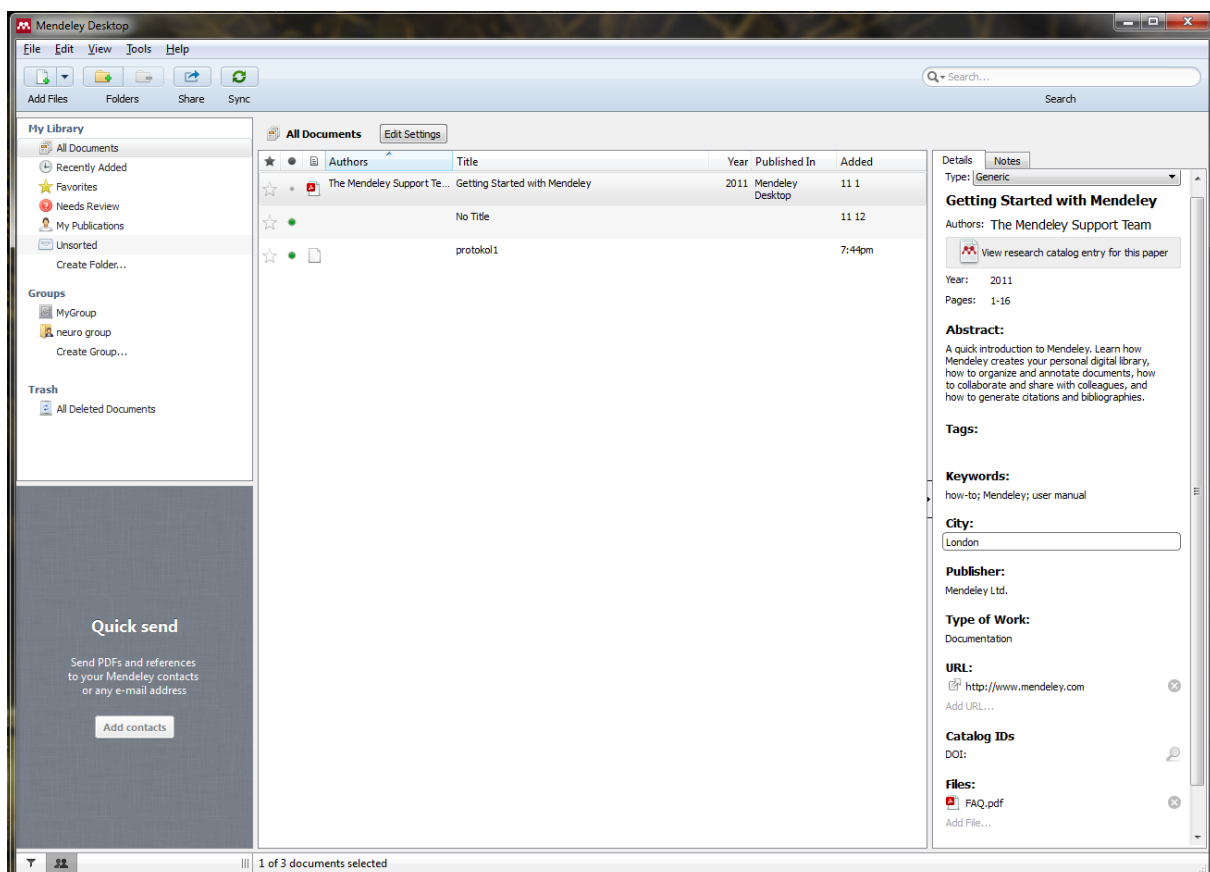 Mendeley Desktop
File Edit View Tools Help
Search...
Add Files Folders Share Sync Search
My Library
All Documents
Recently Added
Favorites
Needs Review
My Publications
Unsorted
Create Folder...
Groups
MyGroup
neuro group
Create Group...
Trash
All Deleted Documents
Quick send
Send PDFs and references
to your Mendeley contacts
or any e-mail address
Add contacts
All Documents Edit Settings
Authors Title Year Published In Added
The Mendeley Support Te... Getting Started with Mendeley 2011 Mendeley 11 1
Desktop
No Title 11 12
protokol1 7:44pm
Details Notes
Type: Generic
Getting Started with Mendeley
Authors: The Mendeley Support Team
View research catalog entry for this paper
Year: 2011
Pages: 1-16
Abstract:
A quick introduction to Mendeley. Learn how
Mendeley creates your personal digital library,
how to organize and annotate documents, how
to collaborate and share with colleagues, and
how to generate citations and bibliographies.
Tags:
Keywords:
how-to; Mendeley; user manual
City:
London
Publisher:
Mendeley Ltd.
Type of Work:
Documentation
URL:
http://www.mendeley.com
Add URL...
Catalog IDs
DOI:
Files:
FAQ.pdf
Add File...
1 of 3 documents selected